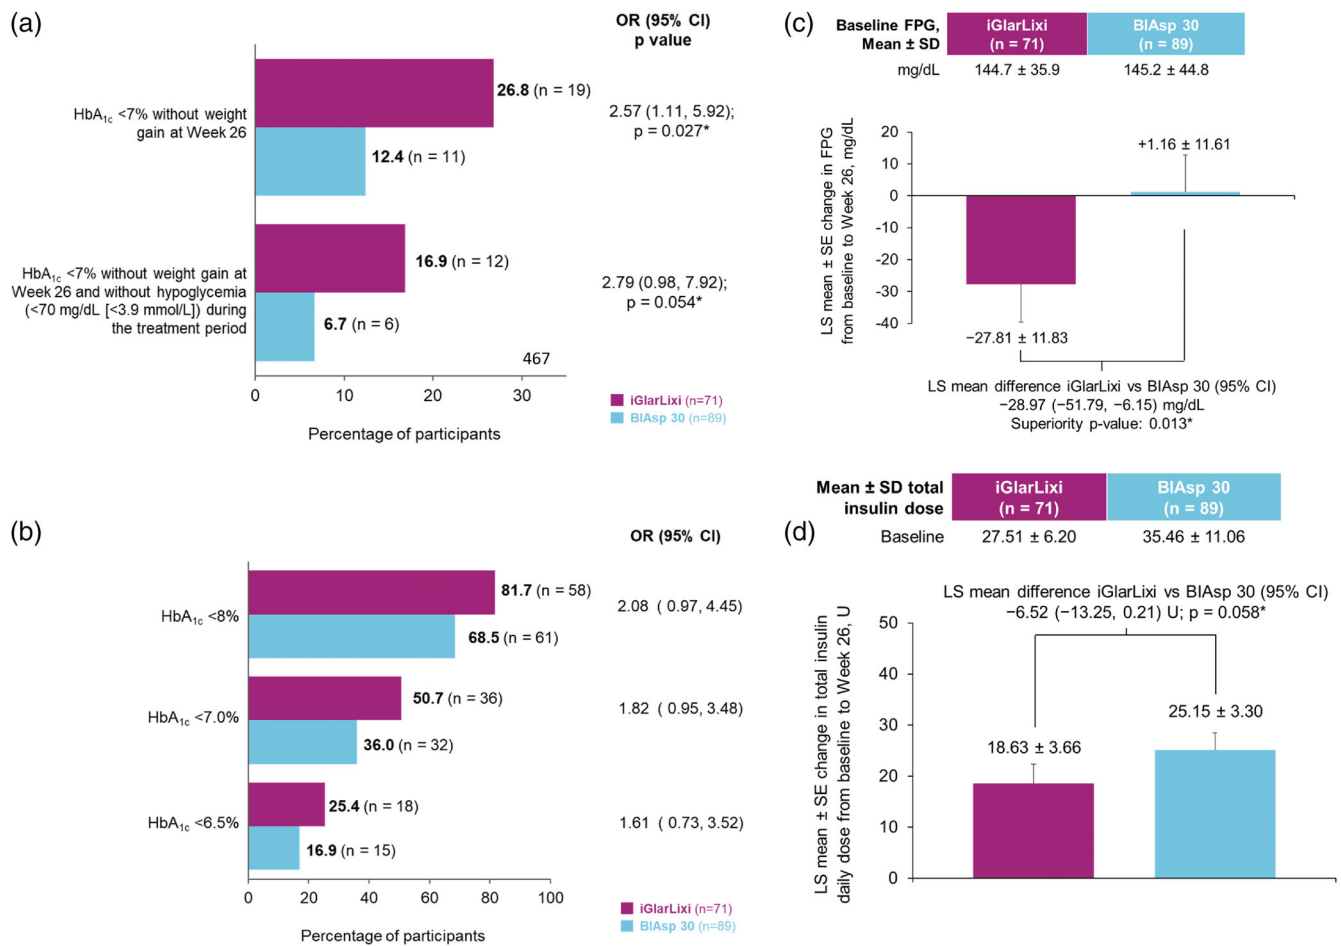 (a)
OR (95% CI)
p value
HbA1c <7% without weight
gain at Week 26
26.8 (n = 19)
12.4 (n = 11)
2.57 (1.11, 5.92);
p = 0.027*
HbA1c <7% without weight gain at
Week 26 and without hypoglycemia
(<70 mg/dL [<3.9 mmol/L]) during
the treatment period
16.9 (n = 12)
6.7 (n = 6)
2.79 (0.98, 7.92);
p = 0.054*
467
0 10 20 30
iGlarLixi (n=71)
BIAsp 30 (n=89)
Percentage of participants
(b)
OR (95% CI)
HbA1c <8%
81.7 (n = 58)
68.5 (n = 61)
2.08 ( 0.97, 4.45)
HbA1c <7.0%
50.7 (n = 36)
36.0 (n = 32)
1.82 ( 0.95, 3.48)
HbA1c <6.5%
25.4 (n = 18)
16.9 (n = 15)
1.61 ( 0.73, 3.52)
0 20 40 60 80 100
iGlarLixi (n=71)
BIAsp 30 (n=89)
Percentage of participants
(c)
Baseline FPG,
Mean ± SD
iGlarLixi
(n = 71)
BIAsp 30
(n = 89)
mg/dL 144.7 ± 35.9 145.2 ± 44.8
LS mean ± SE change in FPG
from baseline to Week 26, mg/dL
20
10
0
-10
-20
-30
-40
+1.16 ± 11.61
−27.81 ± 11.83
LS mean difference iGlarLixi vs BIAsp 30 (95% CI)
−28.97 (−51.79, −6.15) mg/dL
Superiority p-value: 0.013*
(d)
Mean ± SD total
insulin dose
iGlarLixi
(n = 71)
BIAsp 30
(n = 89)
Baseline 27.51 ± 6.20 35.46 ± 11.06
LS mean difference iGlarLixi vs BIAsp 30 (95% CI)
−6.52 (−13.25, 0.21) U; p = 0.058*
LS mean ± SE change in total insulin
daily dose from baseline to Week 26, U
50
40
30
20
10
0
18.63 ± 3.66
25.15 ± 3.30